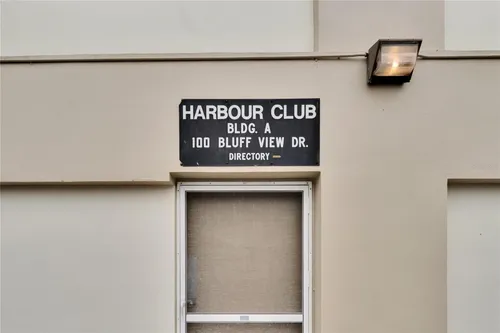 HARBOUR CLUB
BLDG. A
100 BLUFF VIEW DR.
DIRECTORY